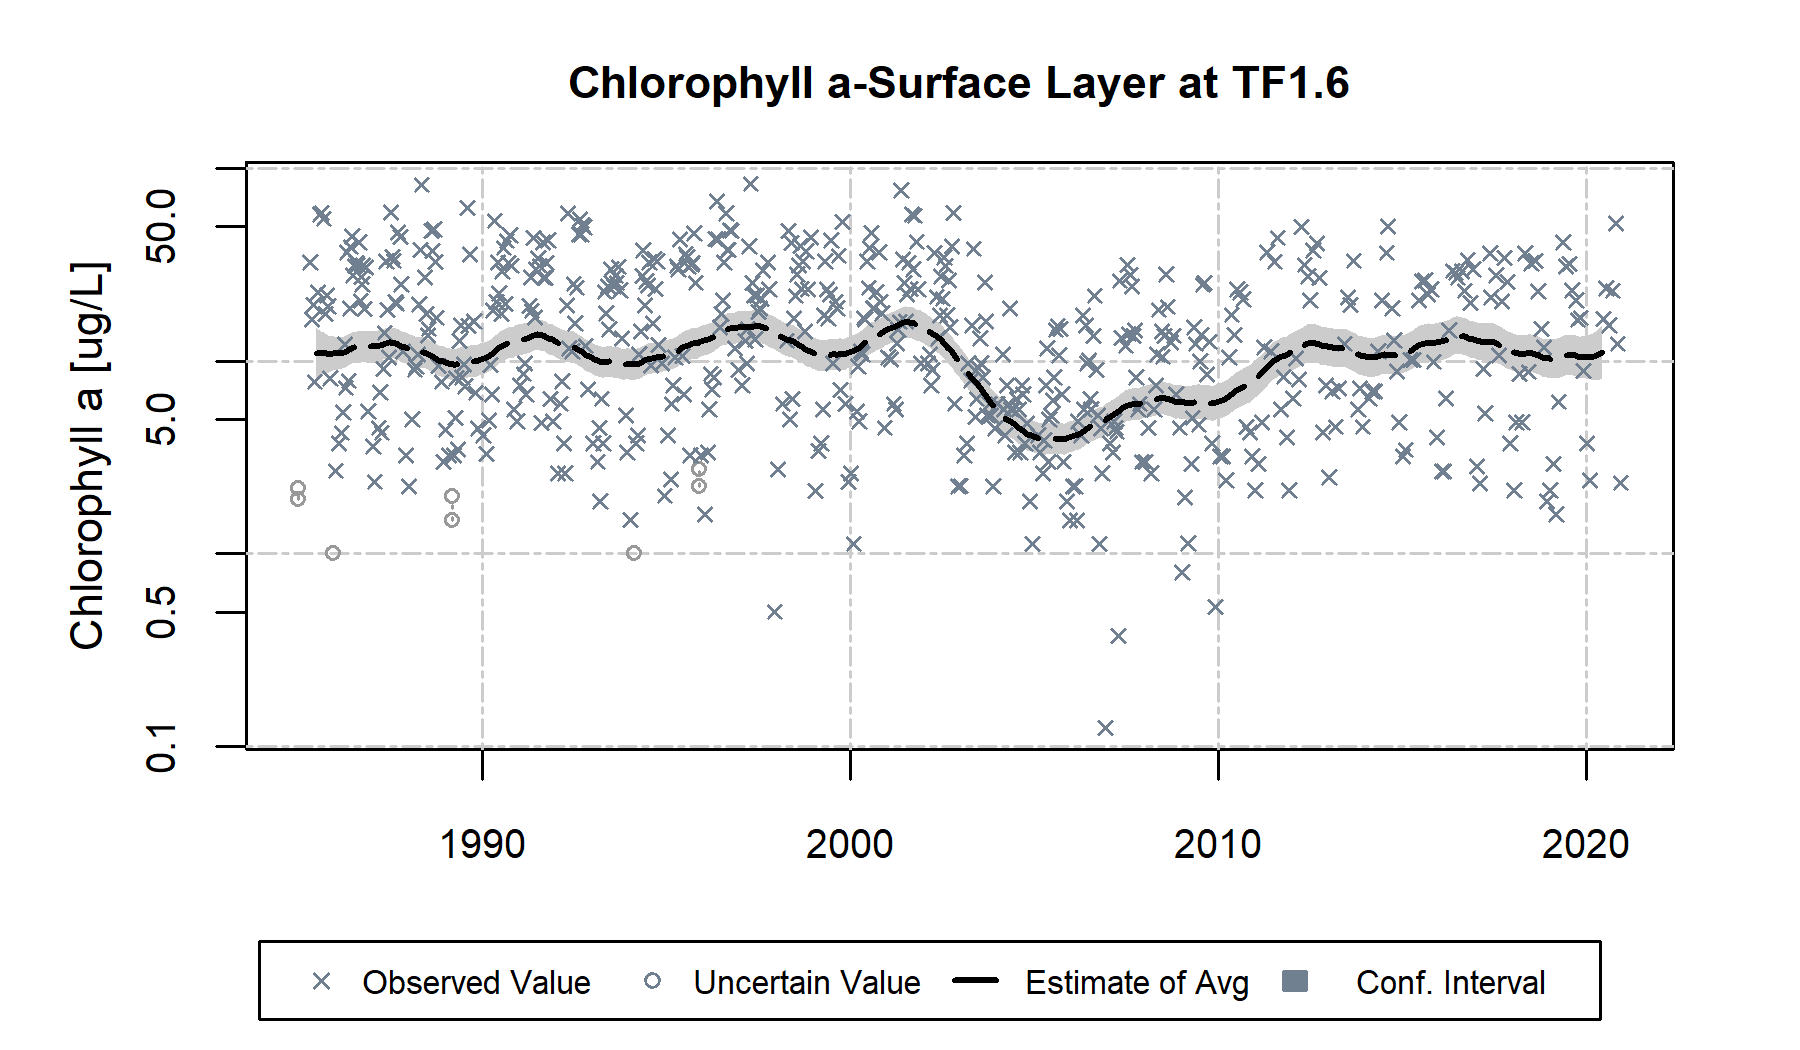 Chlorophyll a-Surface Layer at TF1.6
Chlorophyll a [ug/L]
50.0
5.0
0.5
0.1
1990 2000 2010 2020
Observed Value Uncertain Value Estimate of Avg Conf. Interval